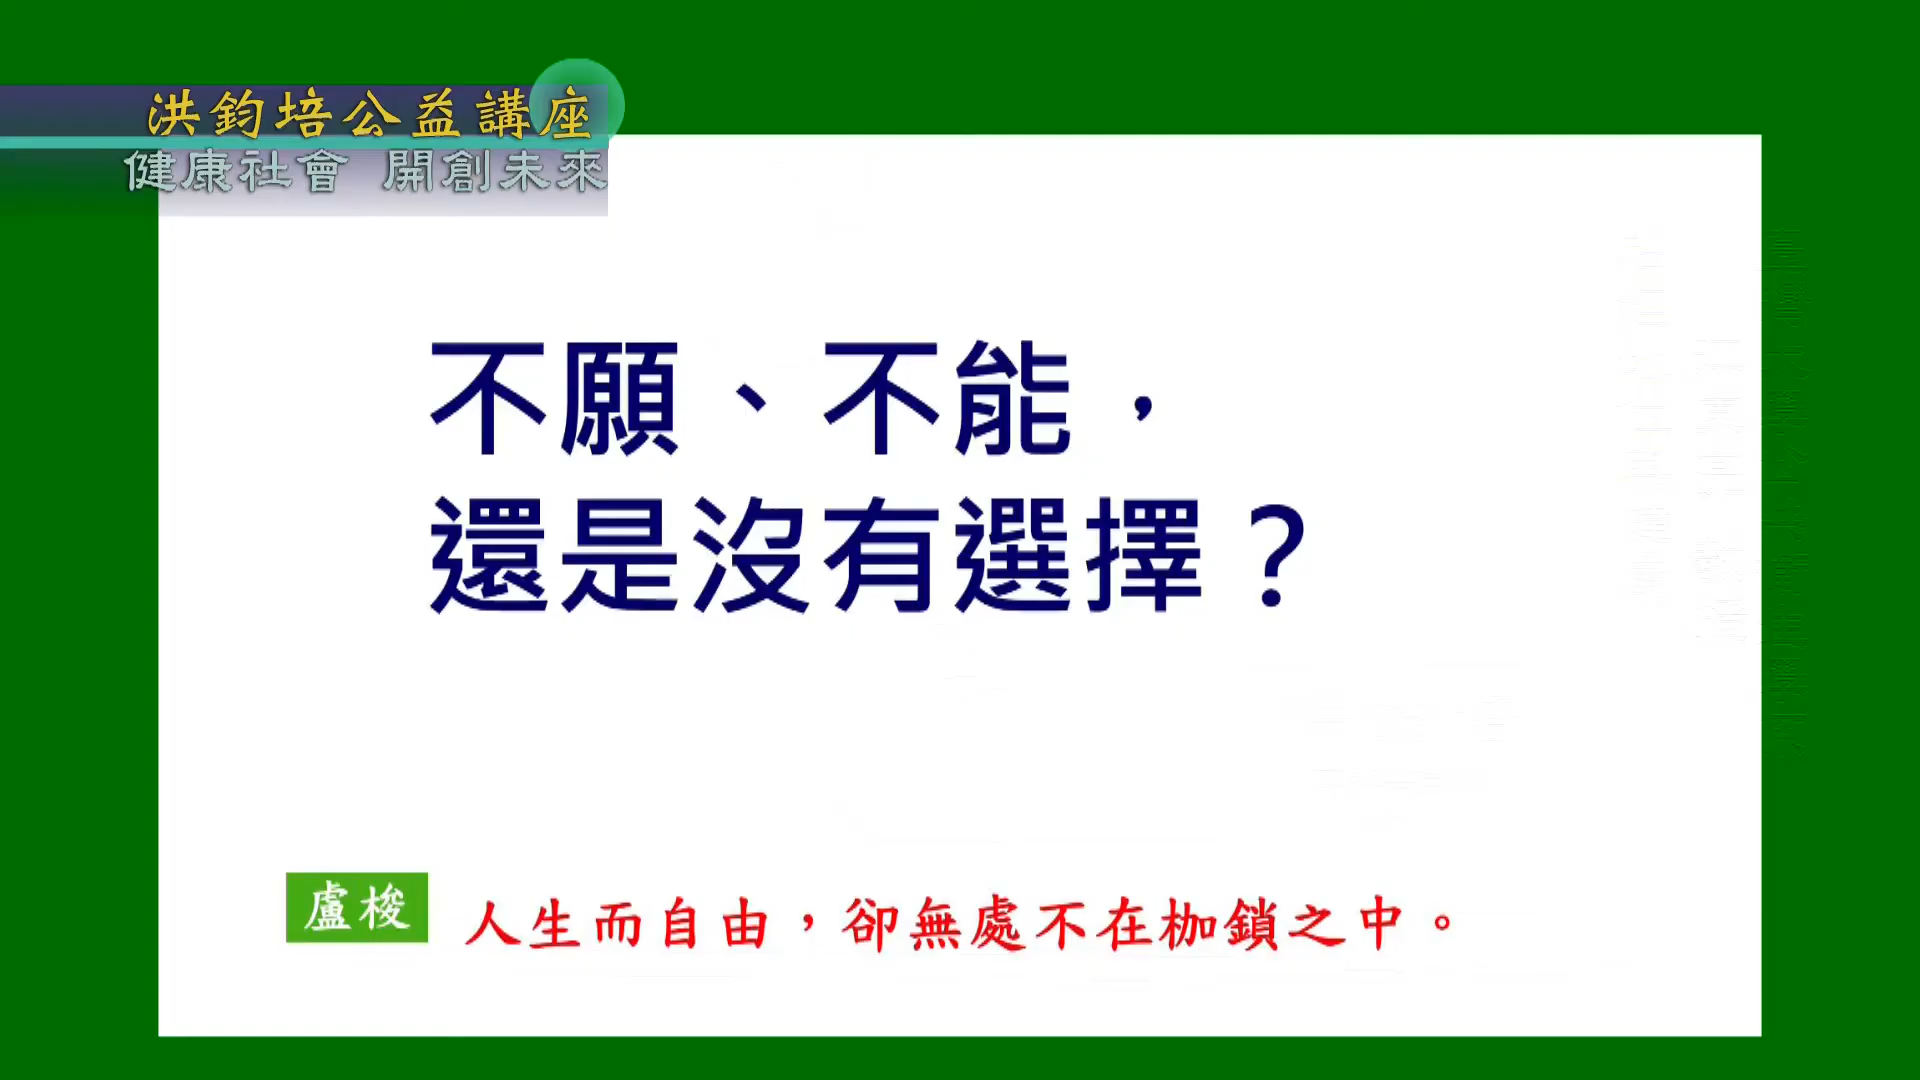 洪鈞培公益講座
健康社會 開創未來
不願、不能，
還是沒有選擇？
盧梭
人生而自由，卻無處不在枷鎖之中。